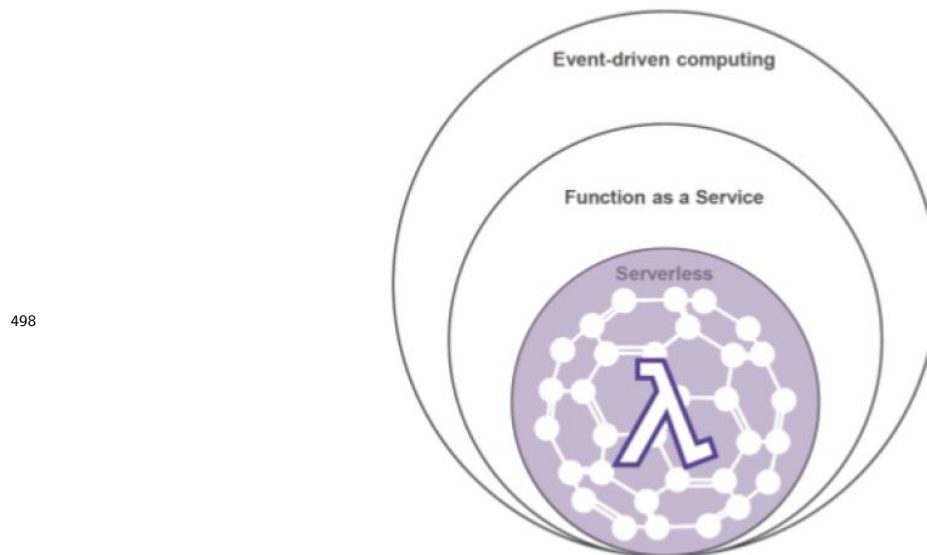 Event-driven computing
Function as a Service
Serverless
498
λ